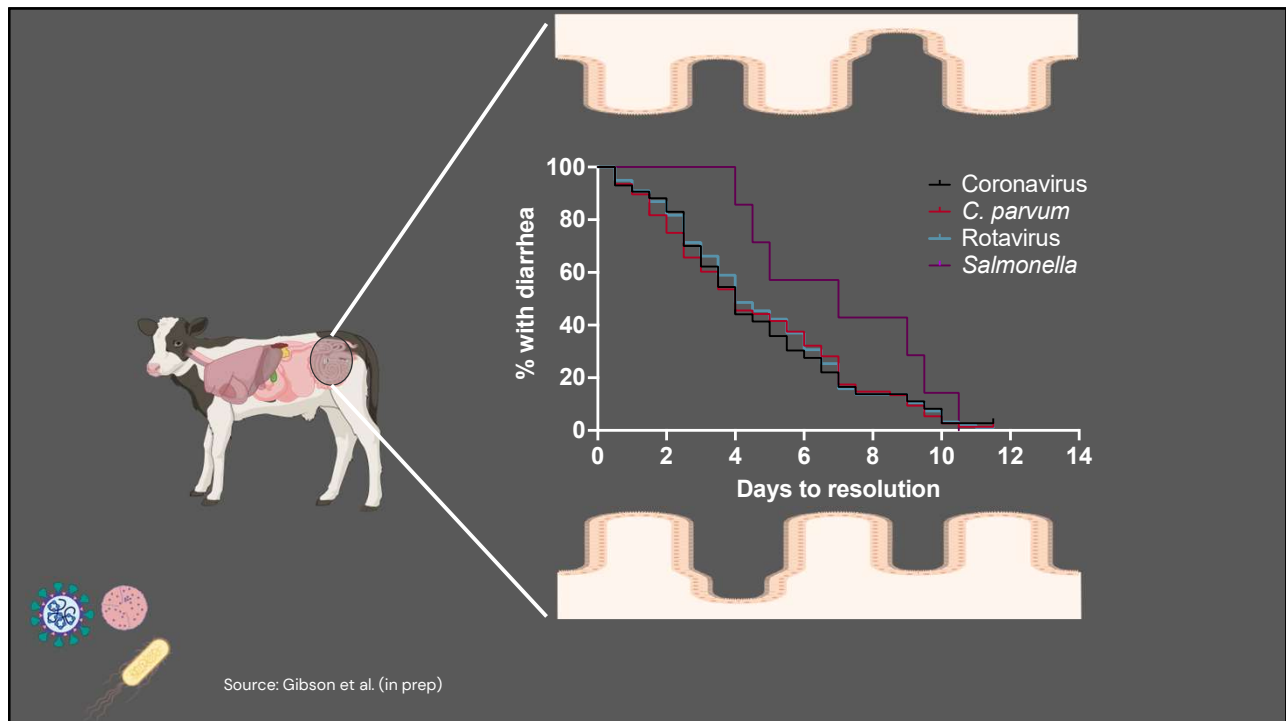 100
80
60
40
20
0
% with diarrhea
Coronavirus
C. parvum
Rotavirus
Salmonella
0 2 4 6 8 10 12 14
Days to resolution
Source: Gibson et al. (in prep)